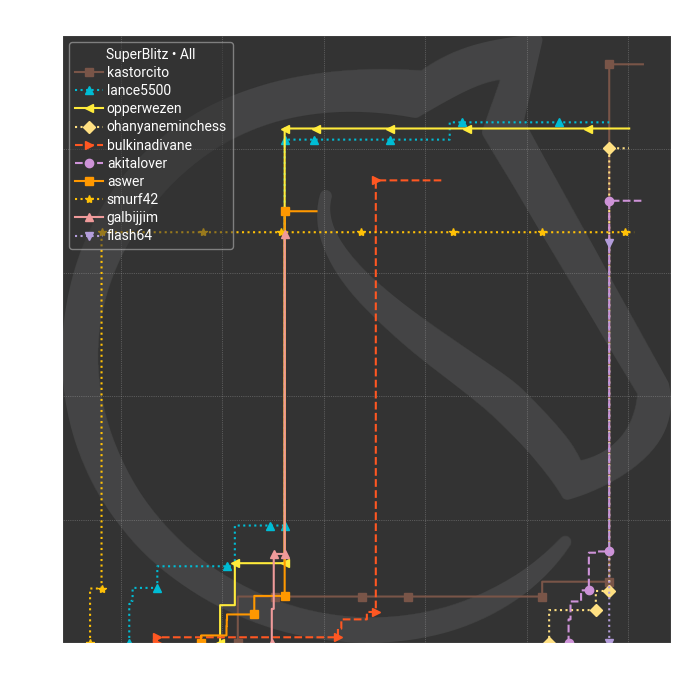 SuperBlitz • All
kastorcito
lance5500
opperwezen
ohanyaneminchess
bulkinadivane
akitalover
aswer
smurf42
galbijjim
flash64